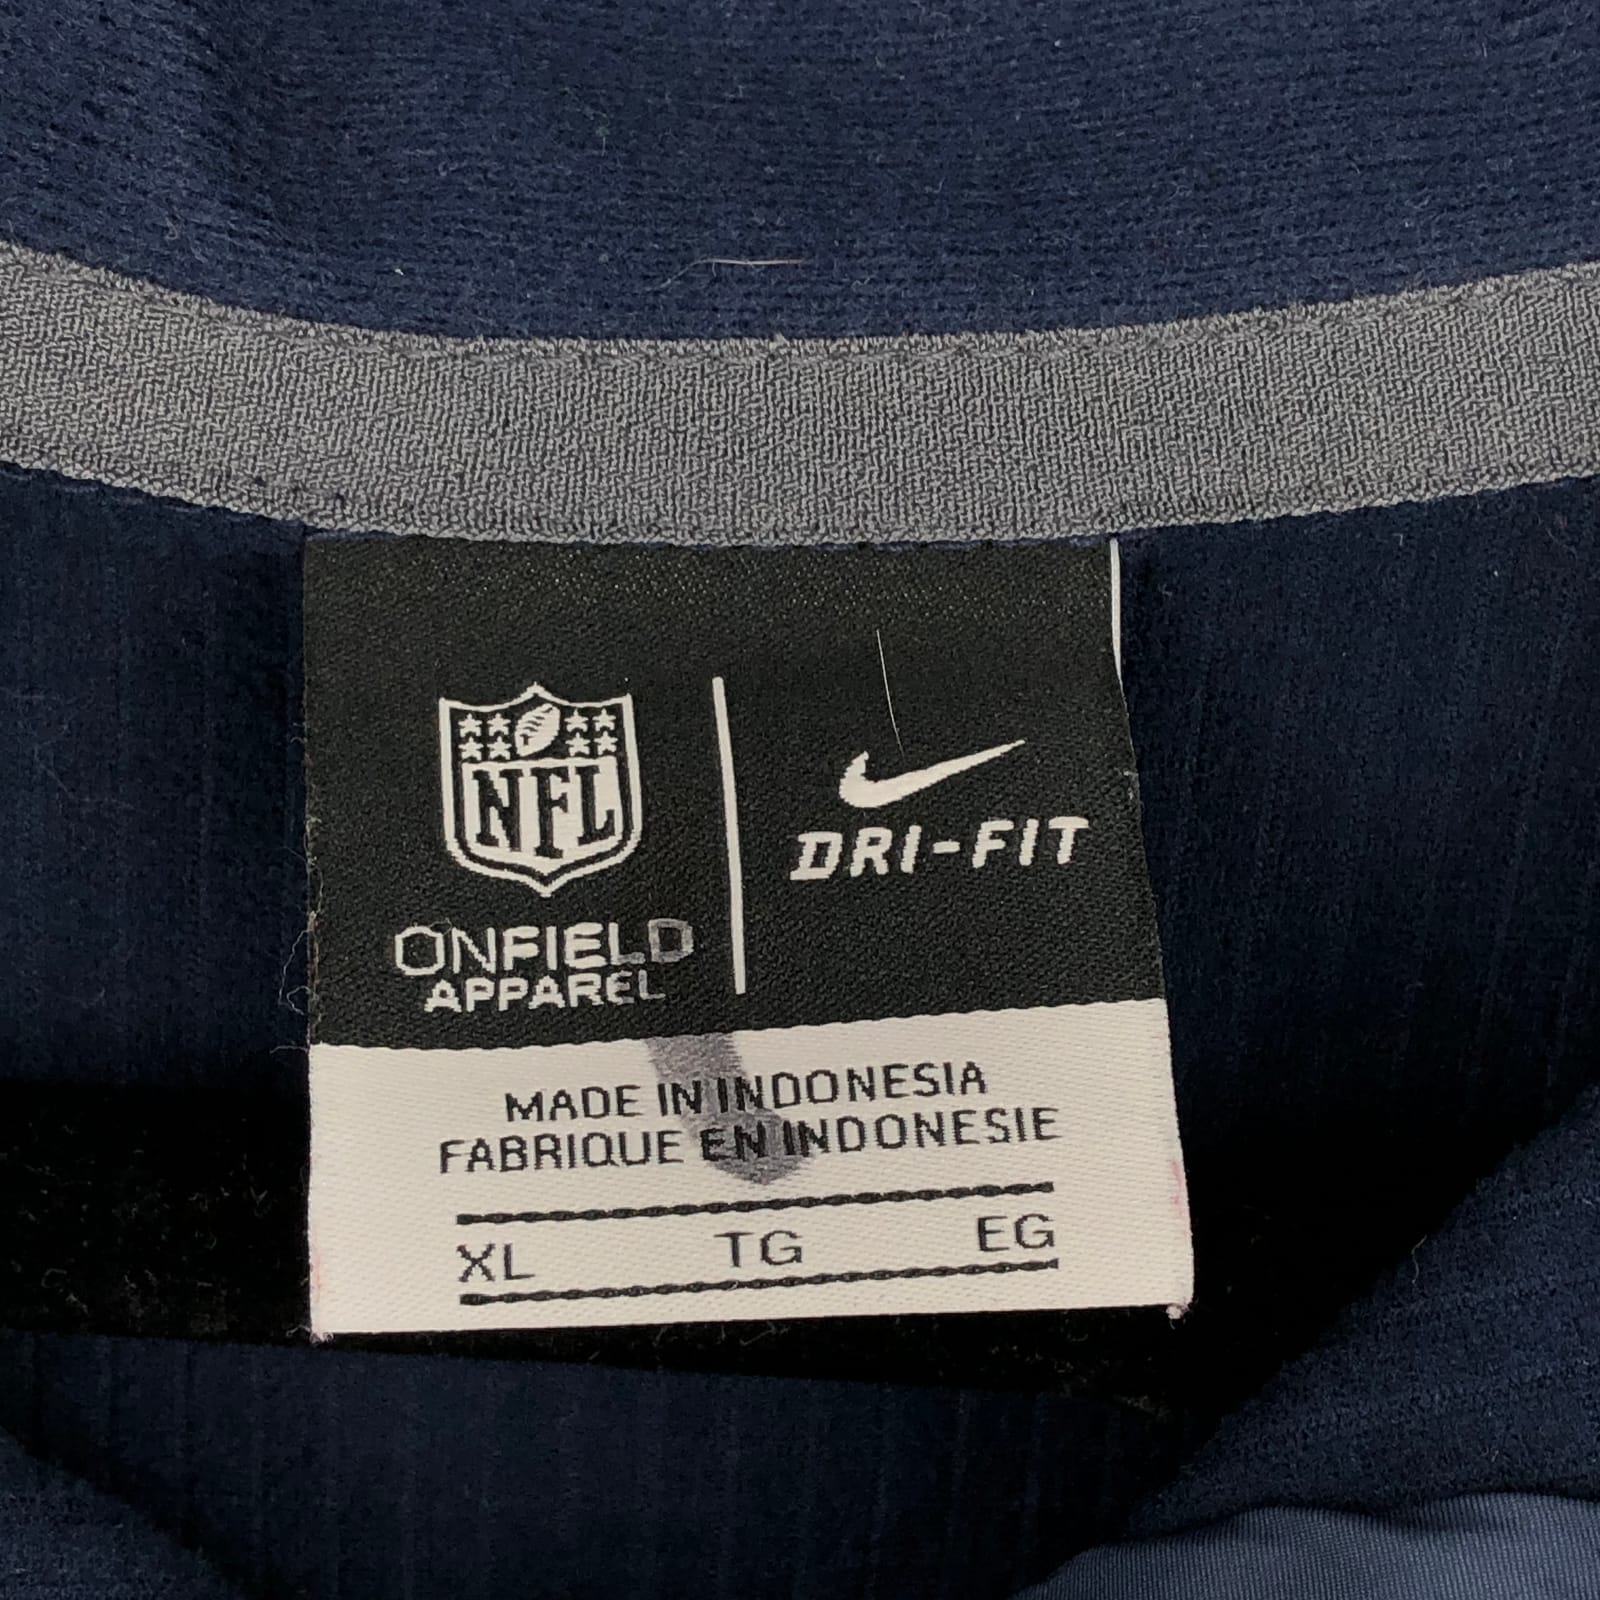 NFL
ONFIELD
APPAREL
DRI-FIT
MADE IN INDONESIA
FABRIQUE EN INDONESIE
XL TG EG